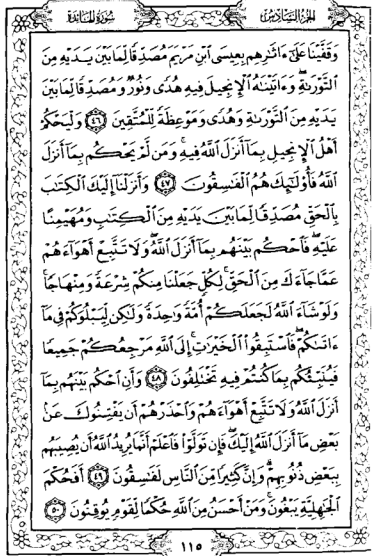 الجزء السادس
سورة المائدة
وَقَفَّيْنَا عَلَىٰٓ ءَاثَٰرِهِم بِعِيسَى ٱبْنِ مَرْيَمَ مُصَدِّقًا لِّمَا بَيْنَ يَدَيْهِ مِنَ
ٱلتَّوْرَىٰةِ وَءَاتَيْنَٰهُ ٱلْإِنجِيلَ فِيهِ هُدًى وَنُورٌ وَمُصَدِّقًا لِّمَا بَيْنَ
يَدَيْهِ مِنَ ٱلتَّوْرَىٰةِ وَهُدًى وَمَوْعِظَةً لِّلْمُتَّقِينَ ٤٦ وَلْيَحْكُمْ
أَهْلُ ٱلْإِنجِيلِ بِمَآ أَنزَلَ ٱللَّهُ فِيهِ وَمَن لَّمْ يَحْكُم بِمَآ أَنزَلَ
ٱللَّهُ فَأُو۟لَٰٓئِكَ هُمُ ٱلْفَٰسِقُونَ ٤٧ وَأَنزَلْنَآ إِلَيْكَ ٱلْكِتَٰبَ
بِٱلْحَقِّ مُصَدِّقًا لِّمَا بَيْنَ يَدَيْهِ مِنَ ٱلْكِتَٰبِ وَمُهَيْمِنًا
عَلَيْهِ فَٱحْكُم بَيْنَهُم بِمَآ أَنزَلَ ٱللَّهُ وَلَا تَتَّبِعْ أَهْوَآءَهُمْ
عَمَّا جَآءَكَ مِنَ ٱلْحَقِّ لِكُلٍّ جَعَلْنَا مِنكُمْ شِرْعَةً وَمِنْهَاجًا
وَلَوْ شَآءَ ٱللَّهُ لَجَعَلَكُمْ أُمَّةً وَٰحِدَةً وَلَٰكِن لِّيَبْلُوَكُمْ فِى مَآ
ءَاتَىٰكُمْ فَٱسْتَبِقُوا۟ ٱلْخَيْرَٰتِ إِلَى ٱللَّهِ مَرْجِعُكُمْ جَمِيعًا
فَيُنَبِّئُكُم بِمَا كُنتُمْ فِيهِ تَخْتَلِفُونَ ٤٨ وَأَنِ ٱحْكُم بَيْنَهُم بِمَآ
أَنزَلَ ٱللَّهُ وَلَا تَتَّبِعْ أَهْوَآءَهُمْ وَٱحْذَرْهُمْ أَن يَفْتِنُوكَ عَنۢ
بَعْضِ مَآ أَنزَلَ ٱللَّهُ إِلَيْكَ فَإِن تَوَلَّوْا۟ فَٱعْلَمْ أَنَّمَا يُرِيدُ ٱللَّهُ أَن يُصِيبَهُم
بِبَعْضِ ذُنُوبِهِمْ وَإِنَّ كَثِيرًا مِّنَ ٱلنَّاسِ لَفَٰسِقُونَ ٤٩ أَفَحُكْمَ
ٱلْجَٰهِلِيَّةِ يَبْغُونَ وَمَنْ أَحْسَنُ مِنَ ٱللَّهِ حُكْمًا لِّقَوْمٍ يُوقِنُونَ ٥٠
١١٥